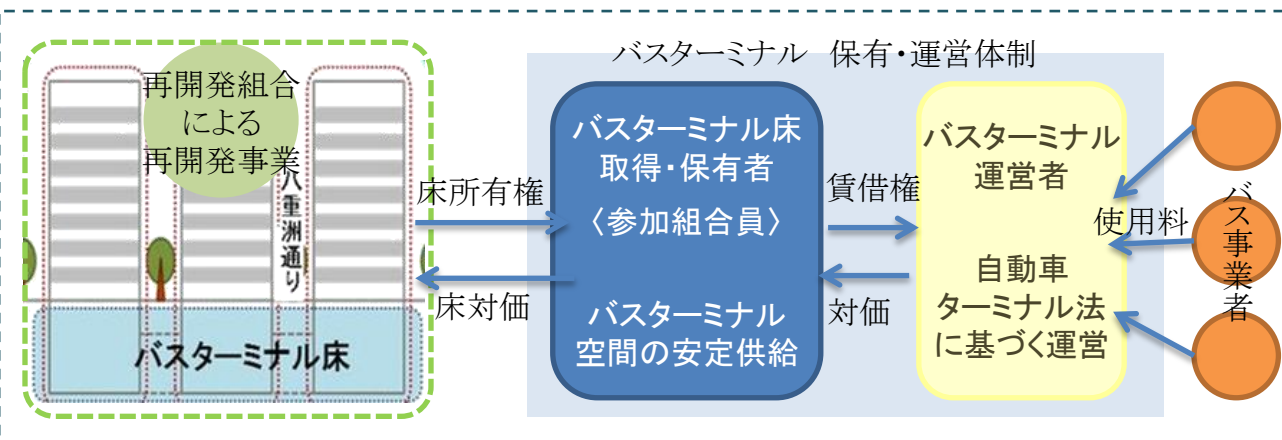 バスターミナル 保有・運営体制
再開発組合
による
再開発事業
八重洲通り
バスターミナル床
床所有権
床対価
バスターミナル床
取得・保有者
〈参加組合員〉
バスターミナル
空間の安定供給
賃借権
対価
バスターミナル
運営者
自動車
ターミナル法
に基づく運営
使用料
バス事業者